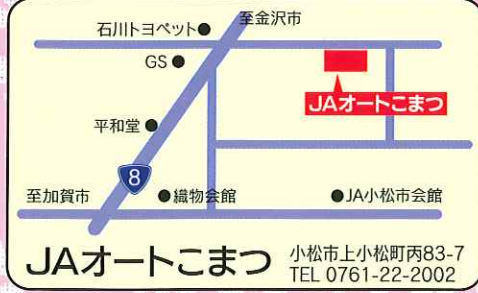 至金沢市
石川トヨペット
GS
JAオートこまつ
平和堂
8
至加賀市
織物会館
JA小松市会館
JAオートこまつ
小松市上小松町丙83-7
TEL 0761-22-2002